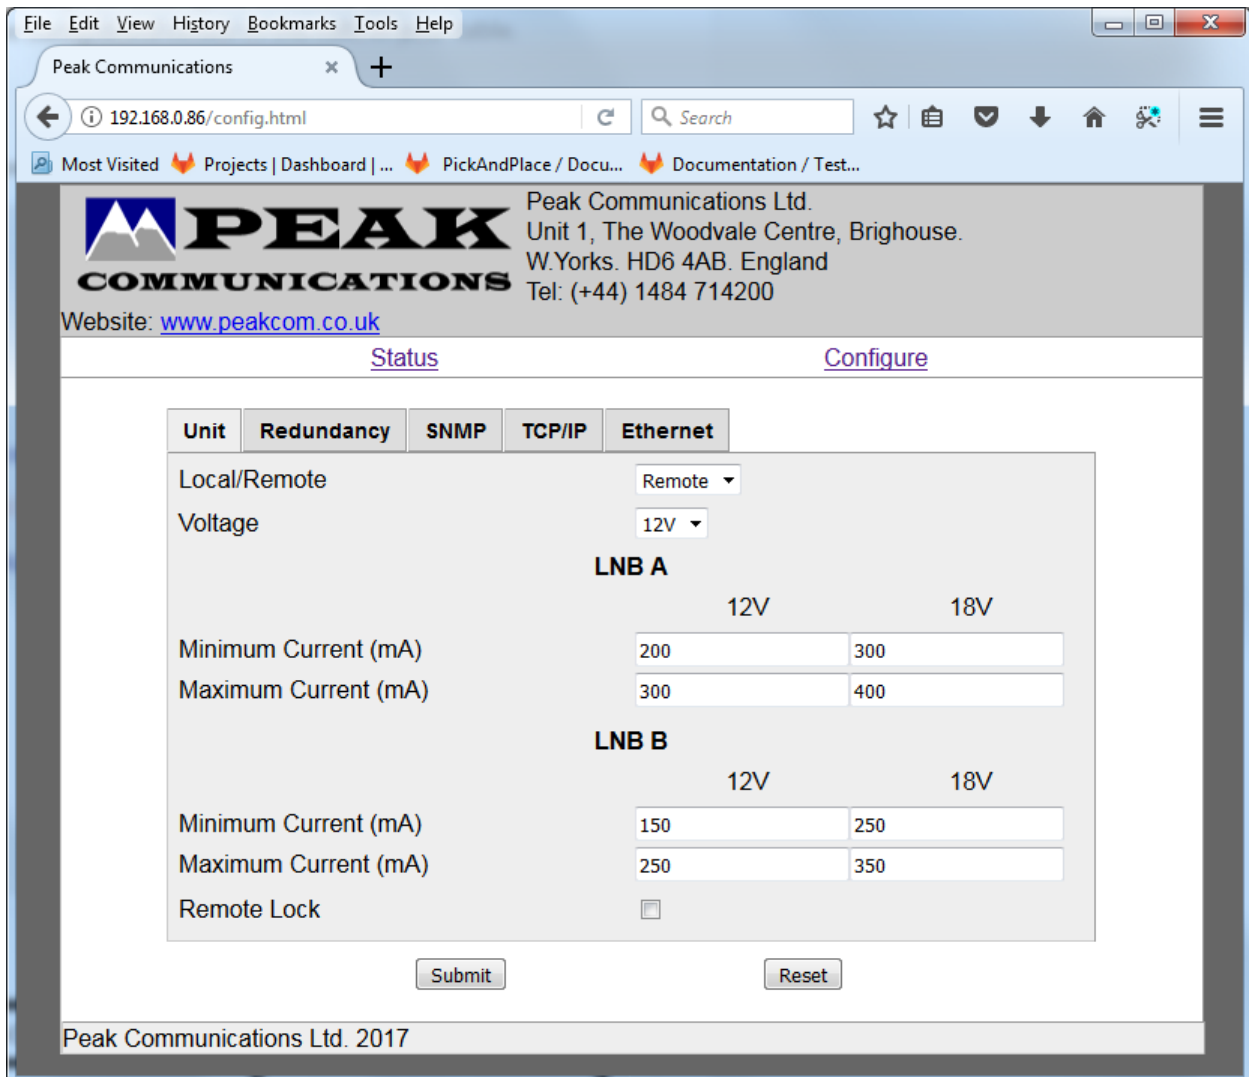 File Edit View History Bookmarks Tools Help
Peak Communications
192.168.0.86/config.html Search
Most Visited Projects | Dashboard | ... PickAndPlace / Docu... Documentation / Test...
PEAK
COMMUNICATIONS
Peak Communications Ltd.
Unit 1, The Woodvale Centre, Brighouse.
W.Yorks. HD6 4AB. England
Tel: (+44) 1484 714200
Website: www.peakcom.co.uk
Status Configure
Unit Redundancy SNMP TCP/IP Ethernet
Local/Remote Remote
Voltage 12V
LNB A
12V 18V
Minimum Current (mA) 200 300
Maximum Current (mA) 300 400
LNB B
12V 18V
Minimum Current (mA) 150 250
Maximum Current (mA) 250 350
Remote Lock
Submit Reset
Peak Communications Ltd. 2017